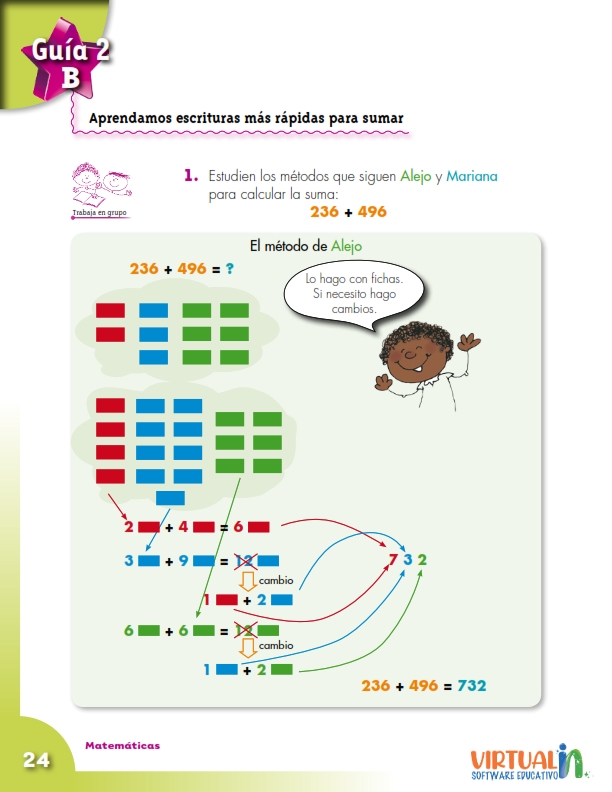 Guía 2
B
Aprendamos escrituras más rápidas para sumar
Trabaja en grupo
1. Estudien los métodos que siguen Alejo y Mariana
para calcular la suma:
236 + 496
El método de Alejo
236 + 496 = ?
Lo hago con fichas.
Si necesito hago
cambios.
2 + 4 = 6
3 + 9 = 12
cambio
1 + 2
7 3 2
6 + 6 = 12
cambio
1 + 2
236 + 496 = 732
24
Matemáticas
VIRTUAL in
SOFTWARE EDUCATIVO